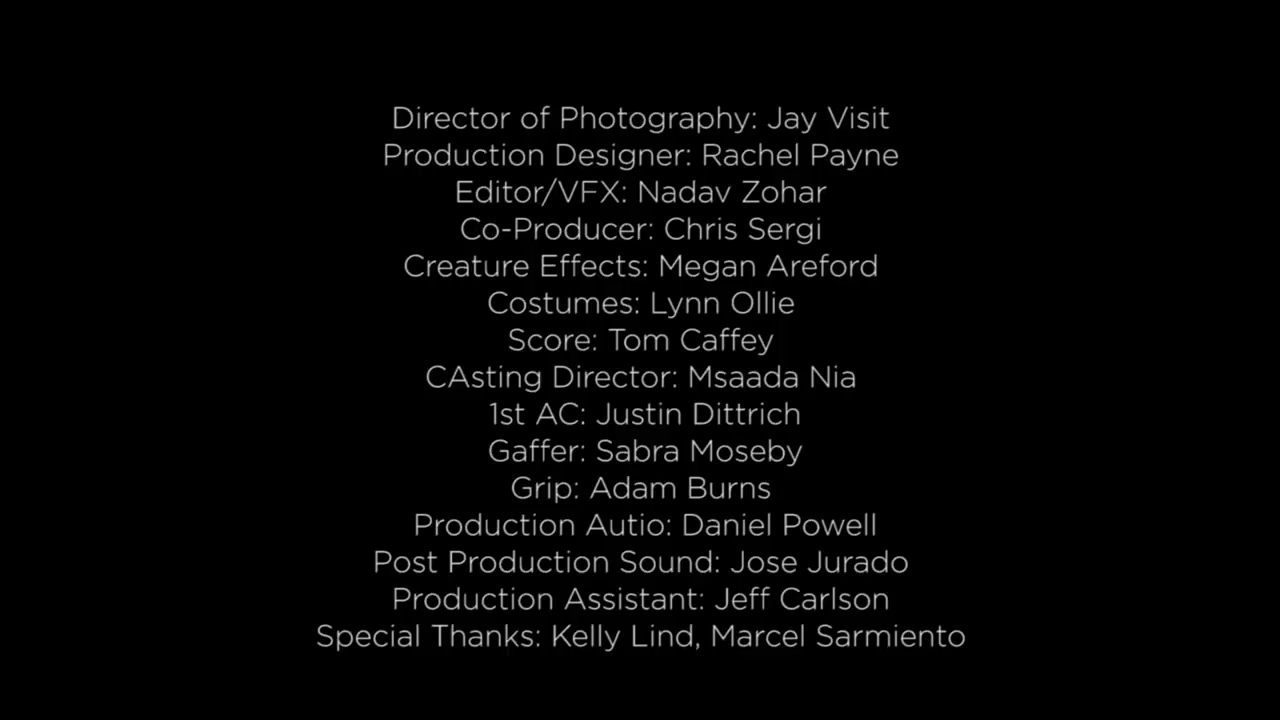 Director of Photography: Jay Visit
Production Designer: Rachel Payne
Editor/VFX: Nadav Zohar
Co-Producer: Chris Sergi
Creature Effects: Megan Areford
Costumes: Lynn Ollie
Score: Tom Caffey
CAsting Director: Msaada Nia
1st AC: Justin Dittrich
Gaffer: Sabra Moseby
Grip: Adam Burns
Production Autio: Daniel Powell
Post Production Sound: Jose Jurado
Production Assistant: Jeff Carlson
Special Thanks: Kelly Lind, Marcel Sarmiento